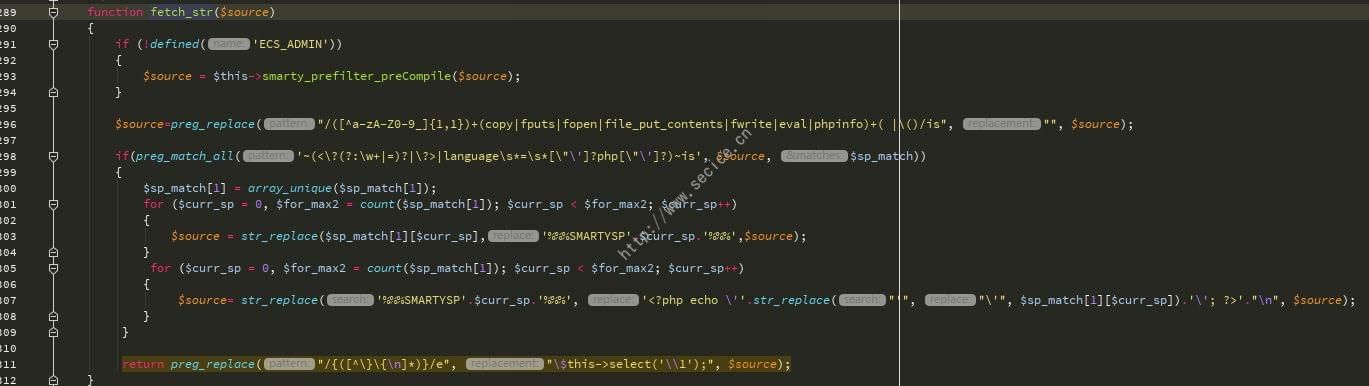 289 function fetch_str($source)
290 {
291 if (!defined( name: 'ECS_ADMIN'))
292 {
293 $source = $this->smarty_prefilter_preCompile($source);
294 }
295
296 $source=preg_replace( pattern: "/([^a-zA-Z0-9_]{1,1})+(copy|fputs|fopen|file_put_contents|fwrite|eval|phpinfo)+( |\()/is", replacement: "", $source);
297
298 if(preg_match_all( pattern: '~(<\?(?:\w+|=)?|\?>|language\s*=\s*[\"\']?php[\"\']?)~is', $source, &matches: $sp_match))
299 {
300 $sp_match[1] = array_unique($sp_match[1]);
301 for ($curr_sp = 0, $for_max2 = count($sp_match[1]); $curr_sp < $for_max2; $curr_sp++)
302 {
303 $source = str_replace($sp_match[1][$curr_sp], replace: '%%%SMARTYSP'.$curr_sp.'%%%',$source);
304 }
305 for ($curr_sp = 0, $for_max2 = count($sp_match[1]); $curr_sp < $for_max2; $curr_sp++)
306 {
307 $source= str_replace( search: '%%%SMARTYSP'.$curr_sp.'%%%', replace: '<?php echo \''.str_replace( search: "'", replace: "\'", $sp_match[1][$curr_sp]).'\'; ?>'."\n", $source);
308 }
309 }
310
311 return preg_replace( pattern: "/{([^\}\{\n]*)}/e", replacement: "\$this->select('\\1');", $source);
312 }
http://www.secice.cn